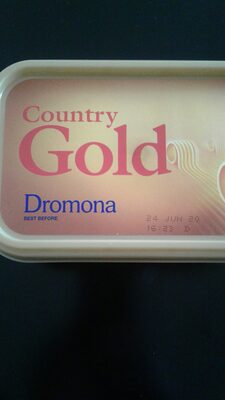 Country
Gold
Dromona
BEST BEFORE
24 JUN 20
16:23 D